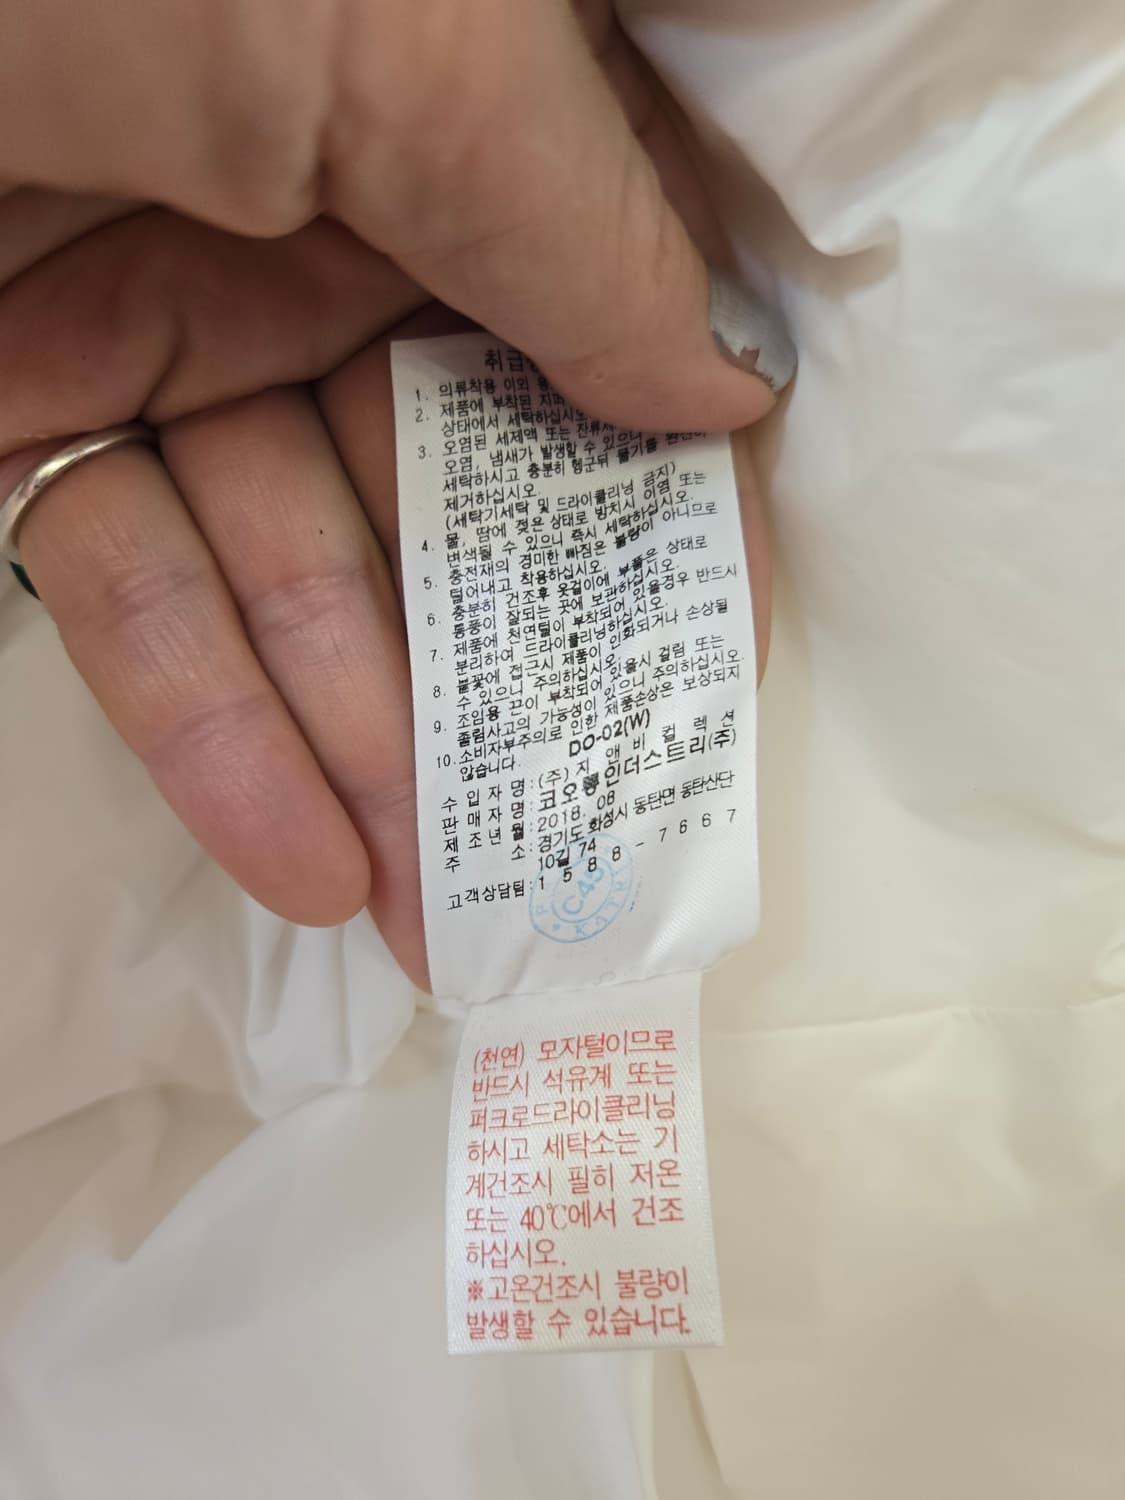 취급
1. 의류착용 이외
2. 제품에 부착된 지퍼
상태에서 세탁하십시오.
3. 오염된 세제액 또는 잔류세
오염, 냄새가 발생할 수 있으니
세탁하시고 충분히 헹군뒤 물기를 완전히
제거하십시오.
(세탁기세탁 및 드라이클리닝 금지)
4. 물, 땀에 젖은 상태로 방치시 이염 또는
변색될 수 있으니 즉시 세탁하십시오.
5. 충전재의 경미한 빠짐은 불량이 아니므로
털어내고 착용하십시오.
6. 충분히 건조후 옷걸이에 부풀은 상태로
통풍이 잘되는 곳에 보관하십시오.
7. 제품에 천연털이 부착되어 있을경우 반드시
분리하여 드라이클리닝하십시오.
8. 불꽃에 접근시 제품이 인화되거나 손상될
수 있으니 주의하십시오.
9. 조임용 끈이 부착되어 있을시 걸림 또는
졸림사고의 가능성이 있으니 주의하십시오.
10. 소비자부주의로 인한 제품손상은 보상되지
않습니다.
DO-02(W)
수입자명 : (주)지앤비컬렉션
판매자명 : 코오롱인더스트리(주)
제조년월 : 2018. 08
주 소 : 경기도 화성시 동탄면 동탄산단
10길 74
고객상담팀 : 1588-7667
KATRI
(천연) 모자털이므로
반드시 석유계 또는
퍼크로드라이클리닝
하시고 세탁소는 기
계건조시 필히 저온
또는 40℃에서 건조
하십시오.
※고온건조시 불량이
발생할 수 있습니다.